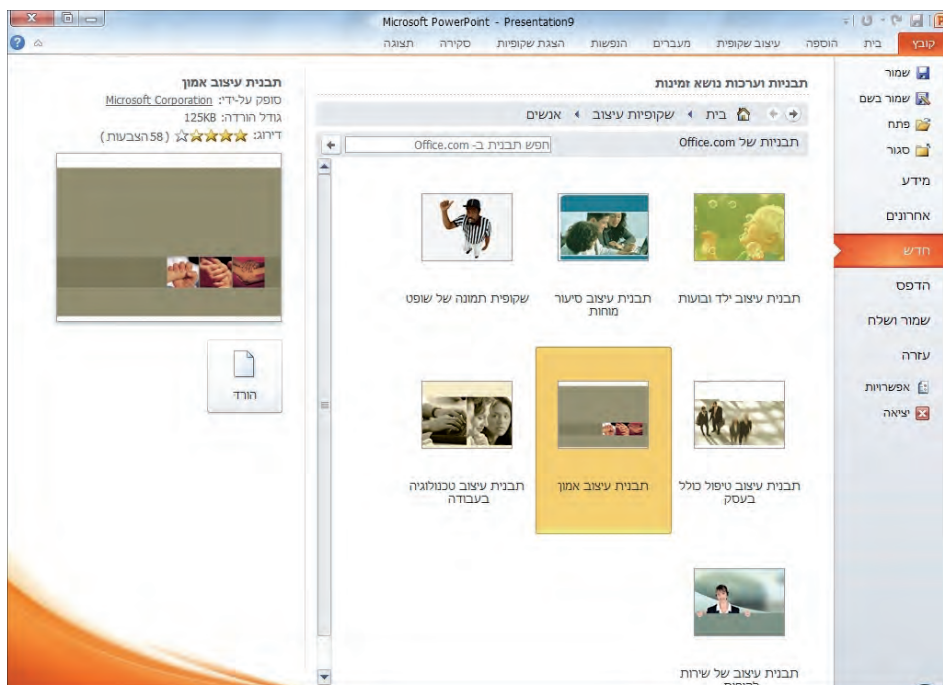 Microsoft PowerPoint - Presentation9
קובץ
בית
הוספה
עיצוב שקופית
מעברים
הנפשות
הצגת שקופיות
סקירה
תצוגה
שמור
שמור בשם
פתח
סגור
מידע
אחרונים
חדש
הדפס
שמור ושלח
עזרה
אפשרויות
יציאה
תבניות וערכות נושא זמינות
בית
שקופיות עיצוב
אנשים
תבניות של Office.com
חפש תבנית ב- Office.com
תבנית עיצוב ילד ובועות
תבנית עיצוב סיעור
מוחות
שקופית תמונה של שופט
תבנית עיצוב טיפול כולל
בעסק
תבנית עיצוב אמון
תבנית עיצוב טכנולוגיה
בעבודה
תבנית עיצוב של שירות
תבנית עיצוב אמון
סופק על-ידי: Microsoft Corporation
גודל הורדה: 125KB
דירוג: (58 הצבעות)
הורד